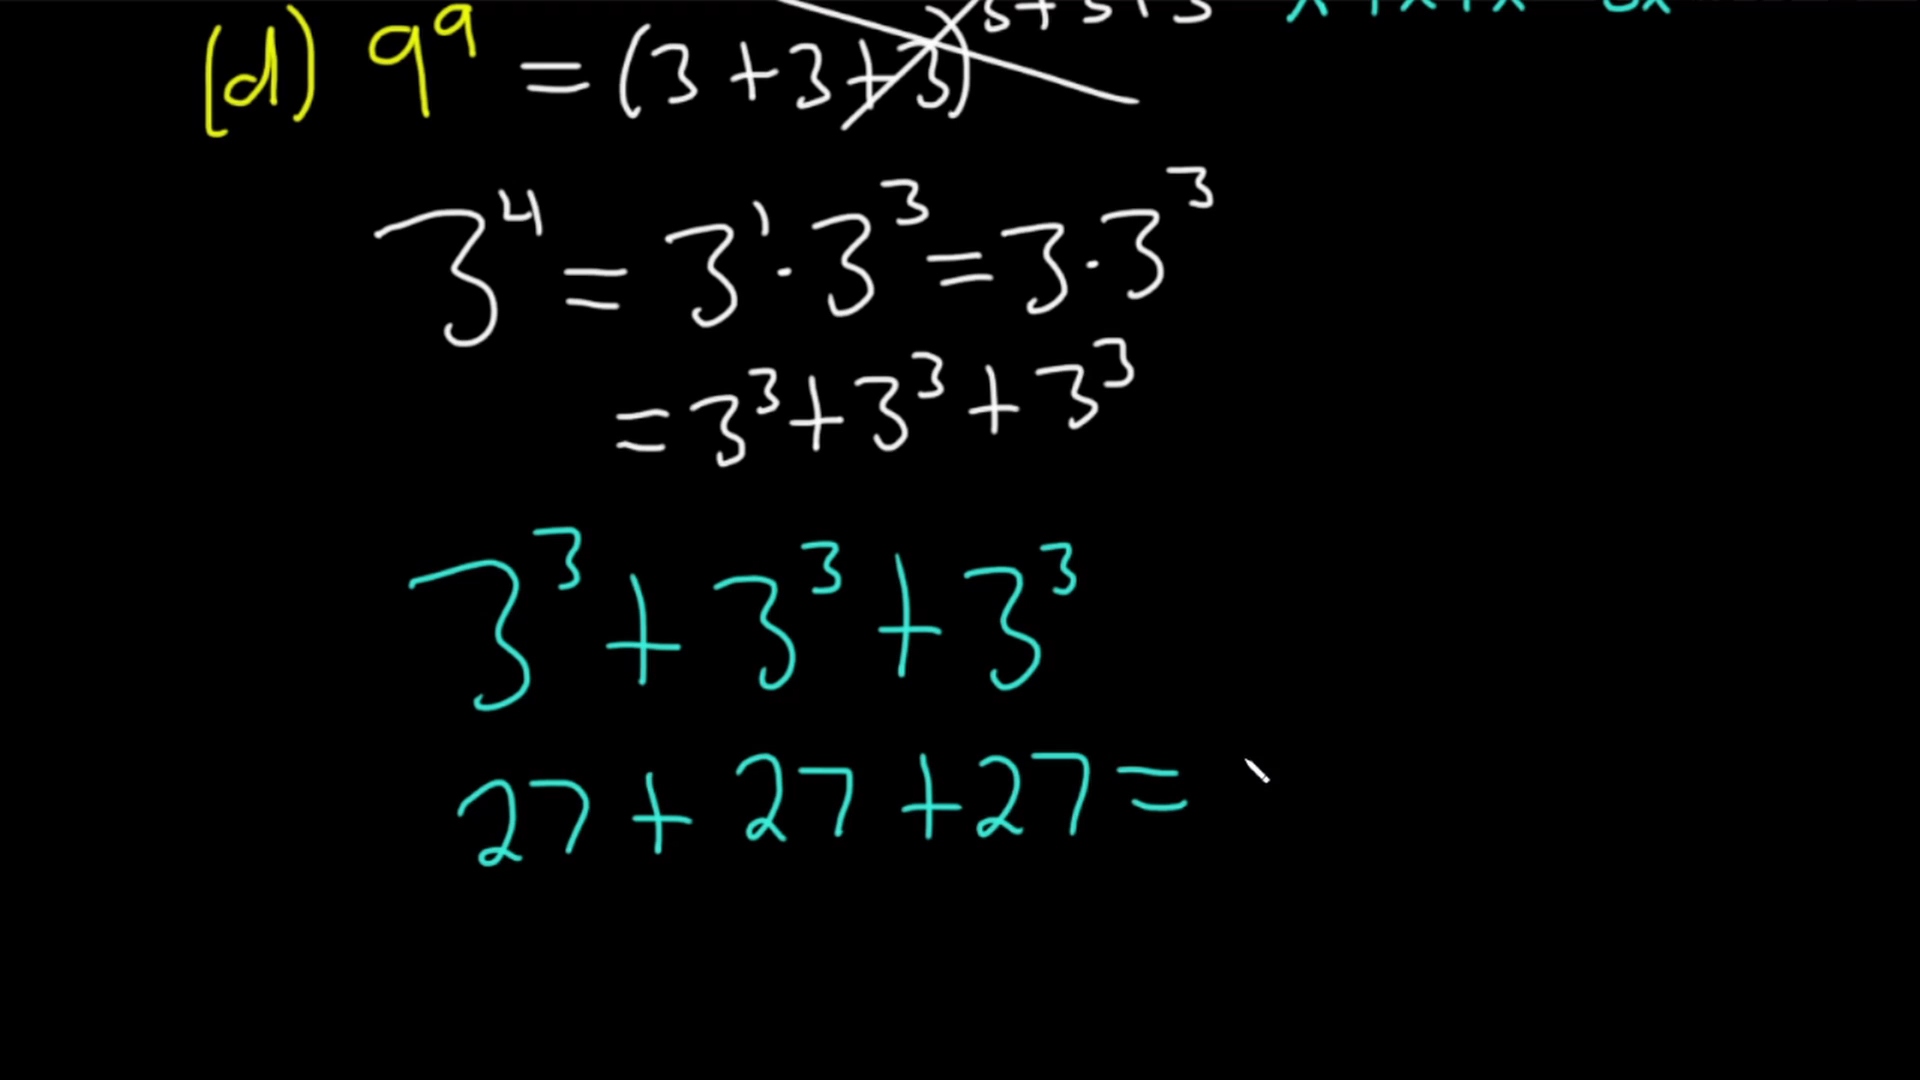 (d) 9⁹ = (3 + 3 + 3)
3⁴ = 3¹ · 3³ = 3 · 3³
= 3³ + 3³ + 3³
3³ + 3³ + 3³
27 + 27 + 27 =